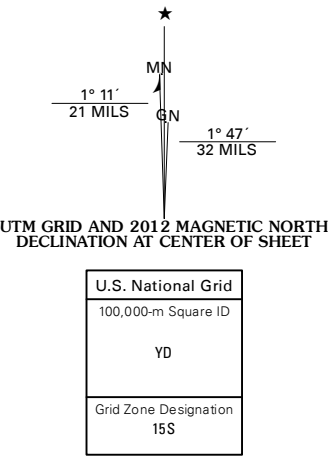 MN
1° 11´
21 MILS
GN
1° 47´
32 MILS
UTM GRID AND 2012 MAGNETIC NORTH
DECLINATION AT CENTER OF SHEET
U.S. National Grid
100,000-m Square ID
YD
Grid Zone Designation
15S